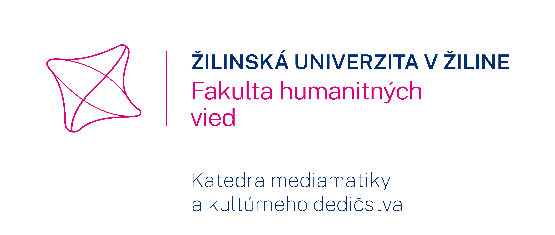 ŽILINSKÁ UNIVERZITA V ŽILINE
Fakulta humanitných
vied
Katedra mediamatiky
a kultúrneho dedičstva